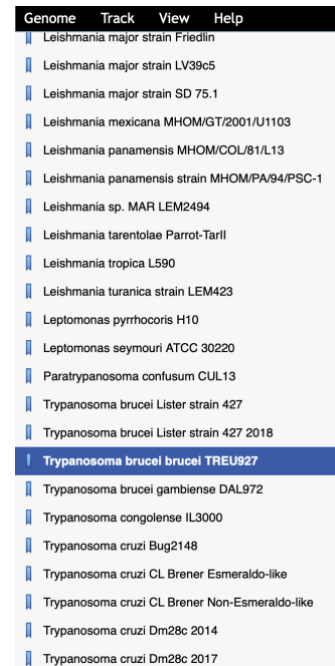 Genome Track View Help
Leishmania major strain Friedlin
Leishmania major strain LV39c5
Leishmania major strain SD 75.1
Leishmania mexicana MHOM/GT/2001/U1103
Leishmania panamensis MHOM/COL/81/L13
Leishmania panamensis strain MHOM/PA/94/PSC-1
Leishmania sp. MAR LEM2494
Leishmania tarentolae Parrot-TarII
Leishmania tropica L590
Leishmania turanica strain LEM423
Leptomonas pyrrhocoris H10
Leptomonas seymouri ATCC 30220
Paratrypanosoma confusum CUL13
Trypanosoma brucei Lister strain 427
Trypanosoma brucei Lister strain 427 2018
Trypanosoma brucei brucei TREU927
Trypanosoma brucei gambiense DAL972
Trypanosoma congolense IL3000
Trypanosoma cruzi Bug2148
Trypanosoma cruzi CL Brener Esmeraldo-like
Trypanosoma cruzi CL Brener Non-Esmeraldo-like
Trypanosoma cruzi Dm28c 2014
Trypanosoma cruzi Dm28c 2017